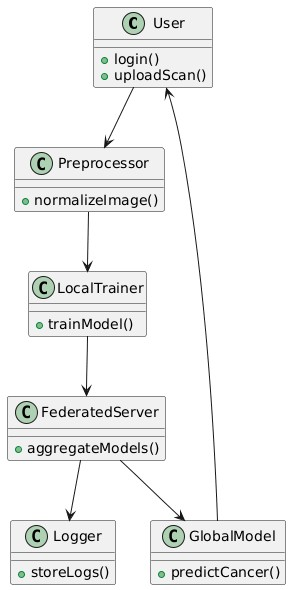 C User
login()
uploadScan()
C Preprocessor
normalizeImage()
C LocalTrainer
trainModel()
C FederatedServer
aggregateModels()
C Logger
storeLogs()
C GlobalModel
predictCancer()